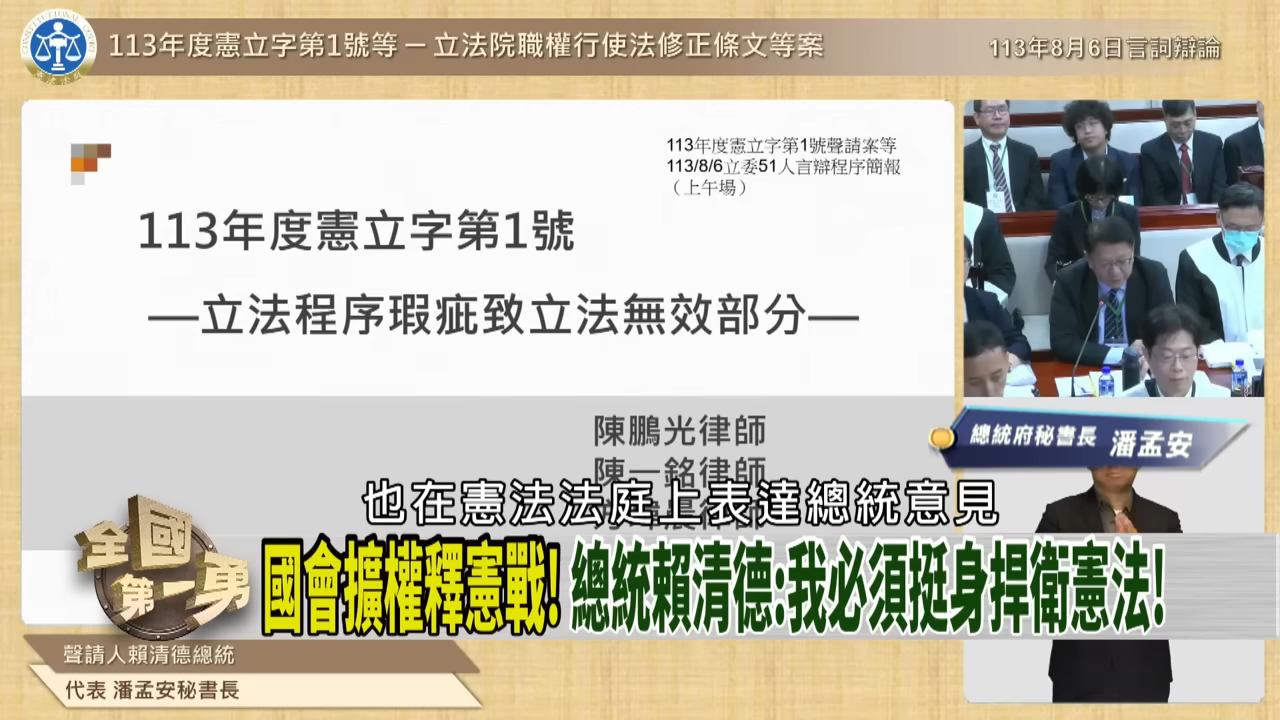 113年度憲立字第1號等 ─ 立法院職權行使法修正條文等案
113年8月6日言詞辯論
113年度憲立字第1號聲請案等
113/8/6立委51人言辯程序簡報
（上午場）
113年度憲立字第1號
—立法程序瑕疵致立法無效部分—
陳鵬光律師
陳一銘律師
總統府秘書長 潘孟安
也在憲法法庭上表達總統意見
全國第一勇
國會擴權釋憲戰! 總統賴清德:我必須挺身捍衛憲法!
聲請人賴清德總統
代表 潘孟安秘書長